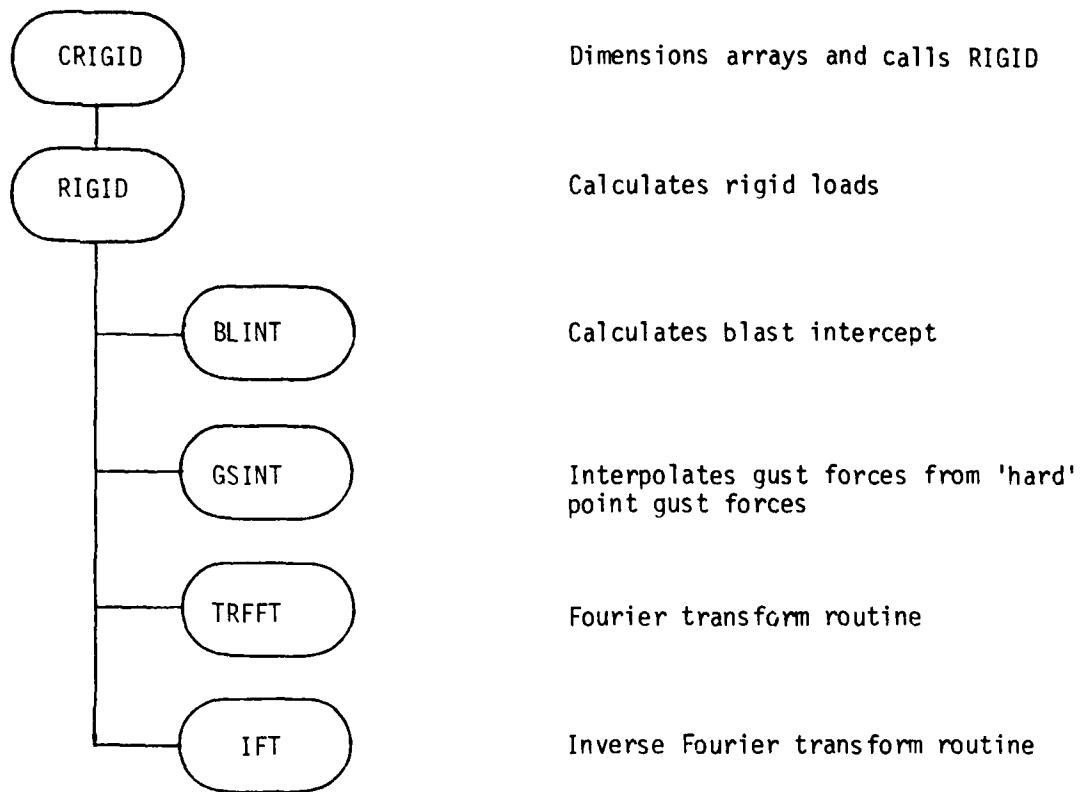 CRIGID Dimensions arrays and calls RIGID
RIGID Calculates rigid loads
BLINT Calculates blast intercept
GSINT Interpolates gust forces from 'hard'
point gust forces
TRFFT Fourier transform routine
IFT Inverse Fourier transform routine